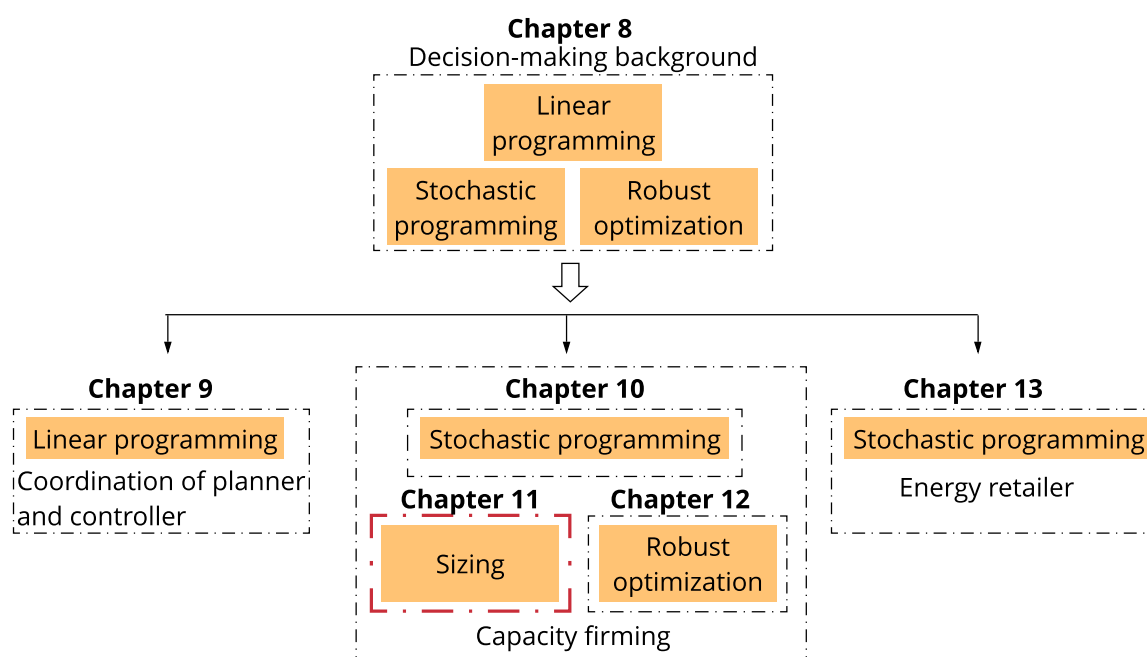 Chapter 8
Decision-making background
Linear
programming
Stochastic
programming
Robust
optimization
Chapter 9
Linear programming
Coordination of planner
and controller
Chapter 10
Stochastic programming
Chapter 11
Sizing
Chapter 12
Robust
optimization
Capacity firming
Chapter 13
Stochastic programming
Energy retailer